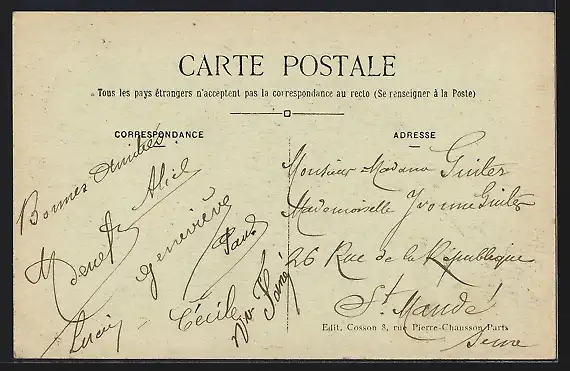 CARTE POSTALE
Tous les pays étrangers n'acceptent pas la correspondance au recto (Se renseigner à la Poste)
CORRESPONDANCE
Bonnes Amitiés
Alice
Geneviève
Lucien
Cécile
ADRESSE
Monsieur Madame Guiter
Mademoiselle Yvonne Guiter
26 Rue de la République
St Mandé
Seine
Edit. Cosson 8, rue Pierre-Chausson Paris